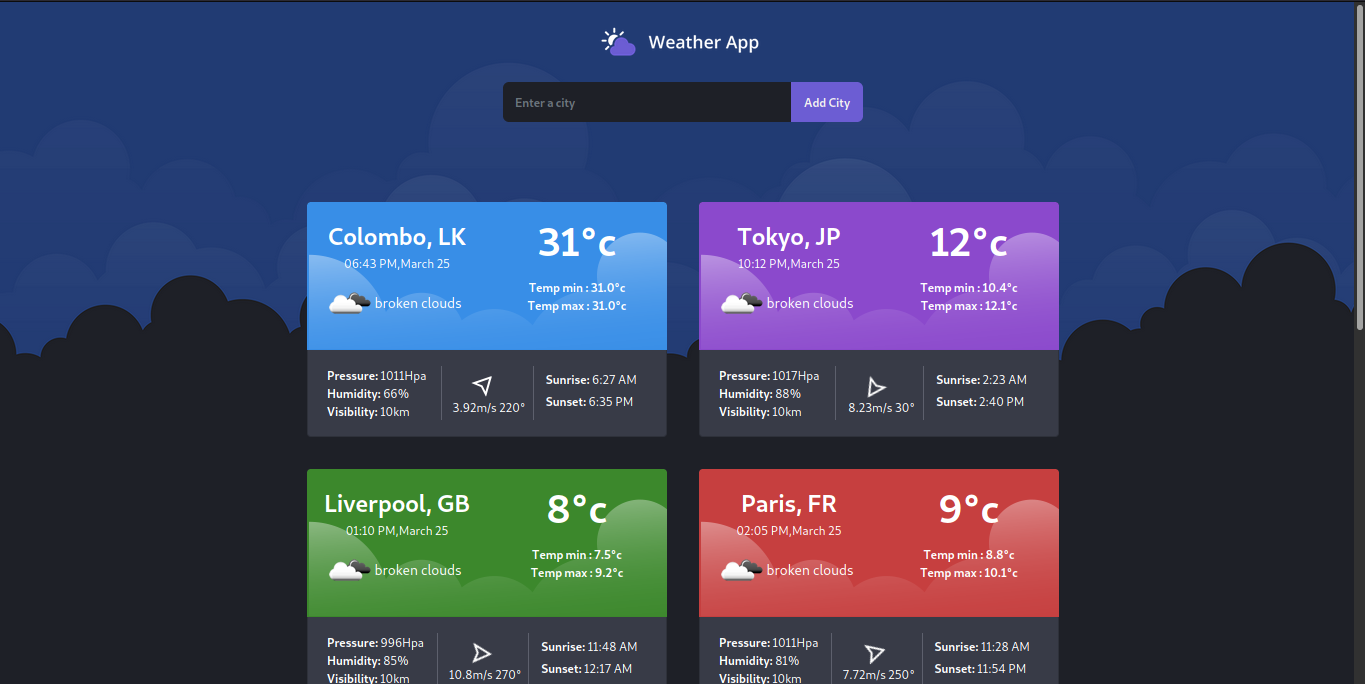 Weather App
Enter a city
Add City
Colombo, LK
06:43 PM,March 25
broken clouds
31°c
Temp min : 31.0°c
Temp max : 31.0°c
Pressure: 1011Hpa
Humidity: 66%
Visibility: 10km
3.92m/s 220°
Sunrise: 6:27 AM
Sunset: 6:35 PM
Tokyo, JP
10:12 PM,March 25
broken clouds
12°c
Temp min : 10.4°c
Temp max : 12.1°c
Pressure: 1017Hpa
Humidity: 88%
Visibility: 10km
8.23m/s 30°
Sunrise: 2:23 AM
Sunset: 2:40 PM
Liverpool, GB
01:10 PM,March 25
broken clouds
8°c
Temp min : 7.5°c
Temp max : 9.2°c
Pressure: 996Hpa
Humidity: 85%
Visibility: 10km
10.8m/s 270°
Sunrise: 11:48 AM
Sunset: 12:17 AM
Paris, FR
02:05 PM,March 25
broken clouds
9°c
Temp min : 8.8°c
Temp max : 10.1°c
Pressure: 1011Hpa
Humidity: 81%
Visibility: 10km
7.72m/s 250°
Sunrise: 11:28 AM
Sunset: 11:54 PM